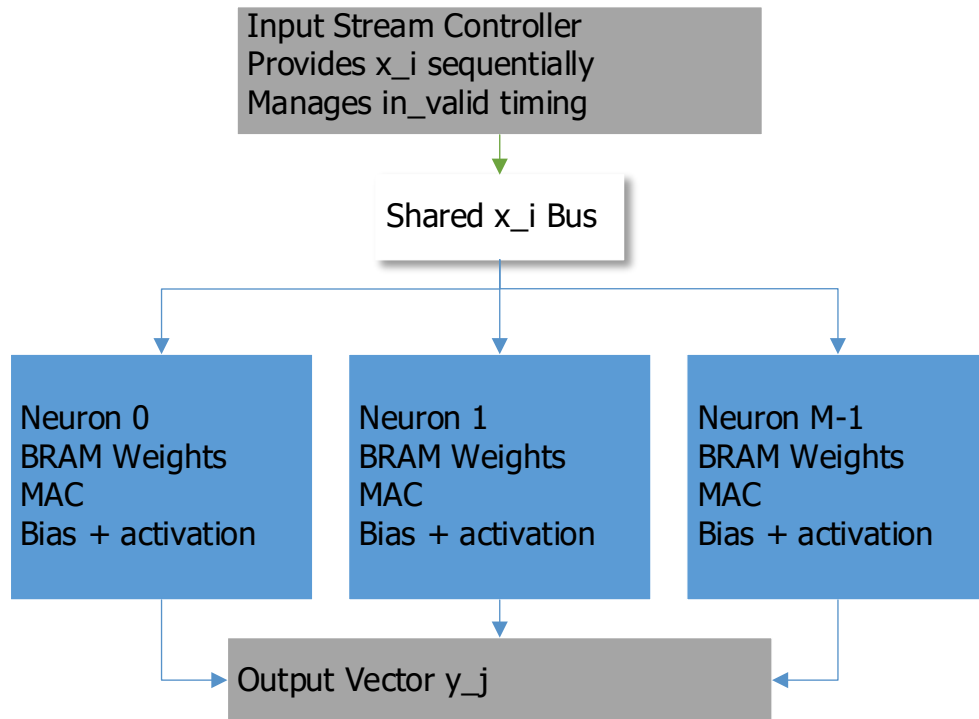 Input Stream Controller
Provides x_i sequentially
Manages in_valid timing
Shared x_i Bus
Neuron 0
BRAM Weights
MAC
Bias + activation
Neuron 1
BRAM Weights
MAC
Bias + activation
Neuron M-1
BRAM Weights
MAC
Bias + activation
Output Vector y_j